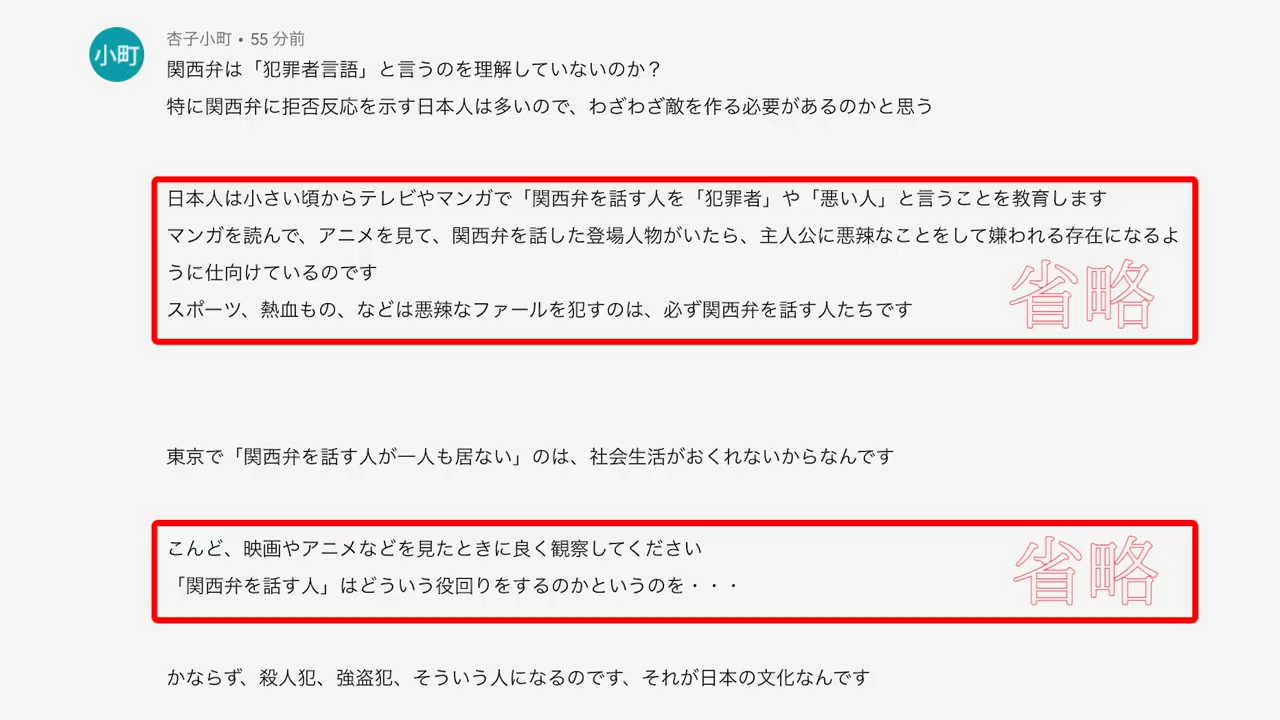 小町
杏子小町 • 55 分前
関西弁は「犯罪者言語」と言うのを理解していないのか？
特に関西弁に拒否反応を示す日本人は多いので、わざわざ敵を作る必要があるのかと思う
日本人は小さい頃からテレビやマンガで「関西弁を話す人を「犯罪者」や「悪い人」と言うことを教育します
マンガを読んで、アニメを見て、関西弁を話した登場人物がいたら、主人公に悪辣なことをして嫌われる存在になるよ
うに仕向けているのです
スポーツ、熱血もの、などは悪辣なファールを犯すのは、必ず関西弁を話す人たちです
省略
東京で「関西弁を話す人が一人も居ない」のは、社会生活がおくれないからなんです
こんど、映画やアニメなどを見たときに良く観察してください
「関西弁を話す人」はどういう役回りをするのかというのを・・・
省略
かならず、殺人犯、強盗犯、そういう人になるのです、それが日本の文化なんです